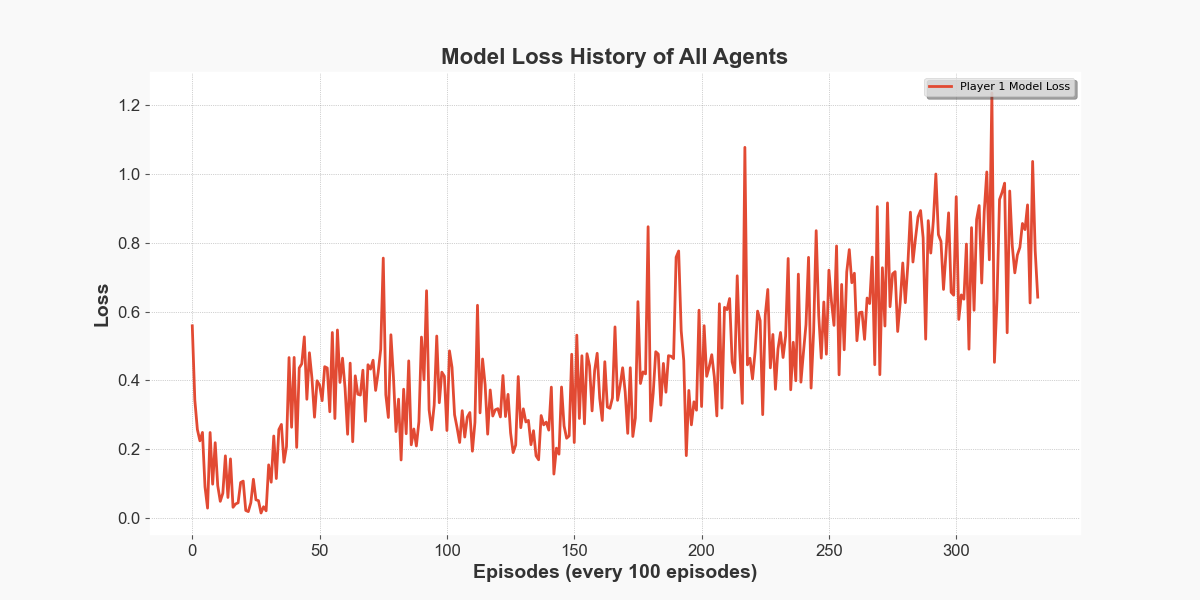 Model Loss History of All Agents
Player 1 Model Loss
1.2
1.0
0.8
0.6
0.4
0.2
0.0
Loss
0 50 100 150 200 250 300
Episodes (every 100 episodes)